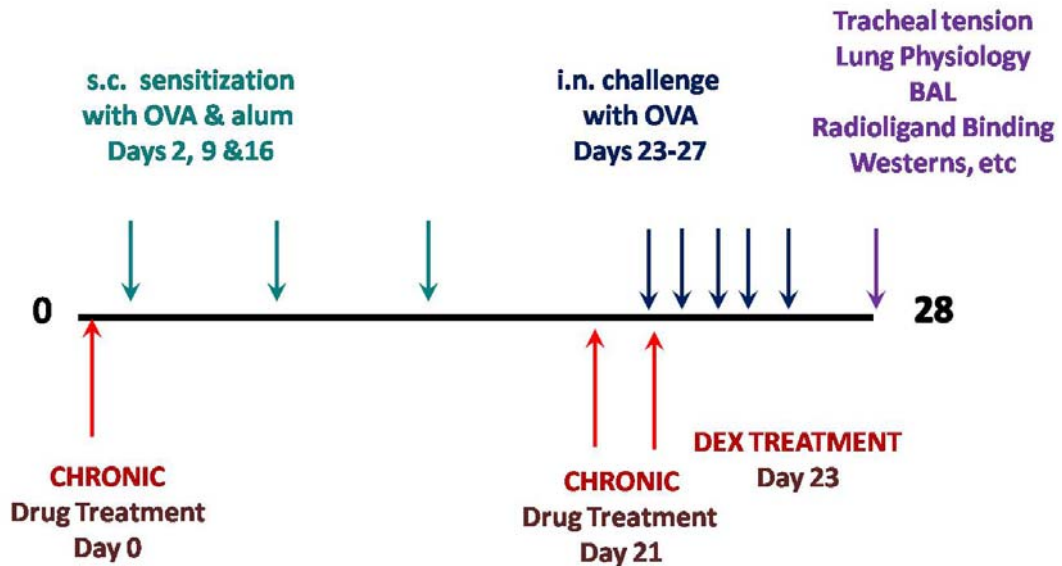 s.c. sensitization
with OVA & alum
Days 2, 9 &16
i.n. challenge
with OVA
Days 23-27
Tracheal tension
Lung Physiology
BAL
Radioligand Binding
Westerns, etc
0
28
CHRONIC
Drug Treatment
Day 0
CHRONIC
Drug Treatment
Day 21
DEX TREATMENT
Day 23